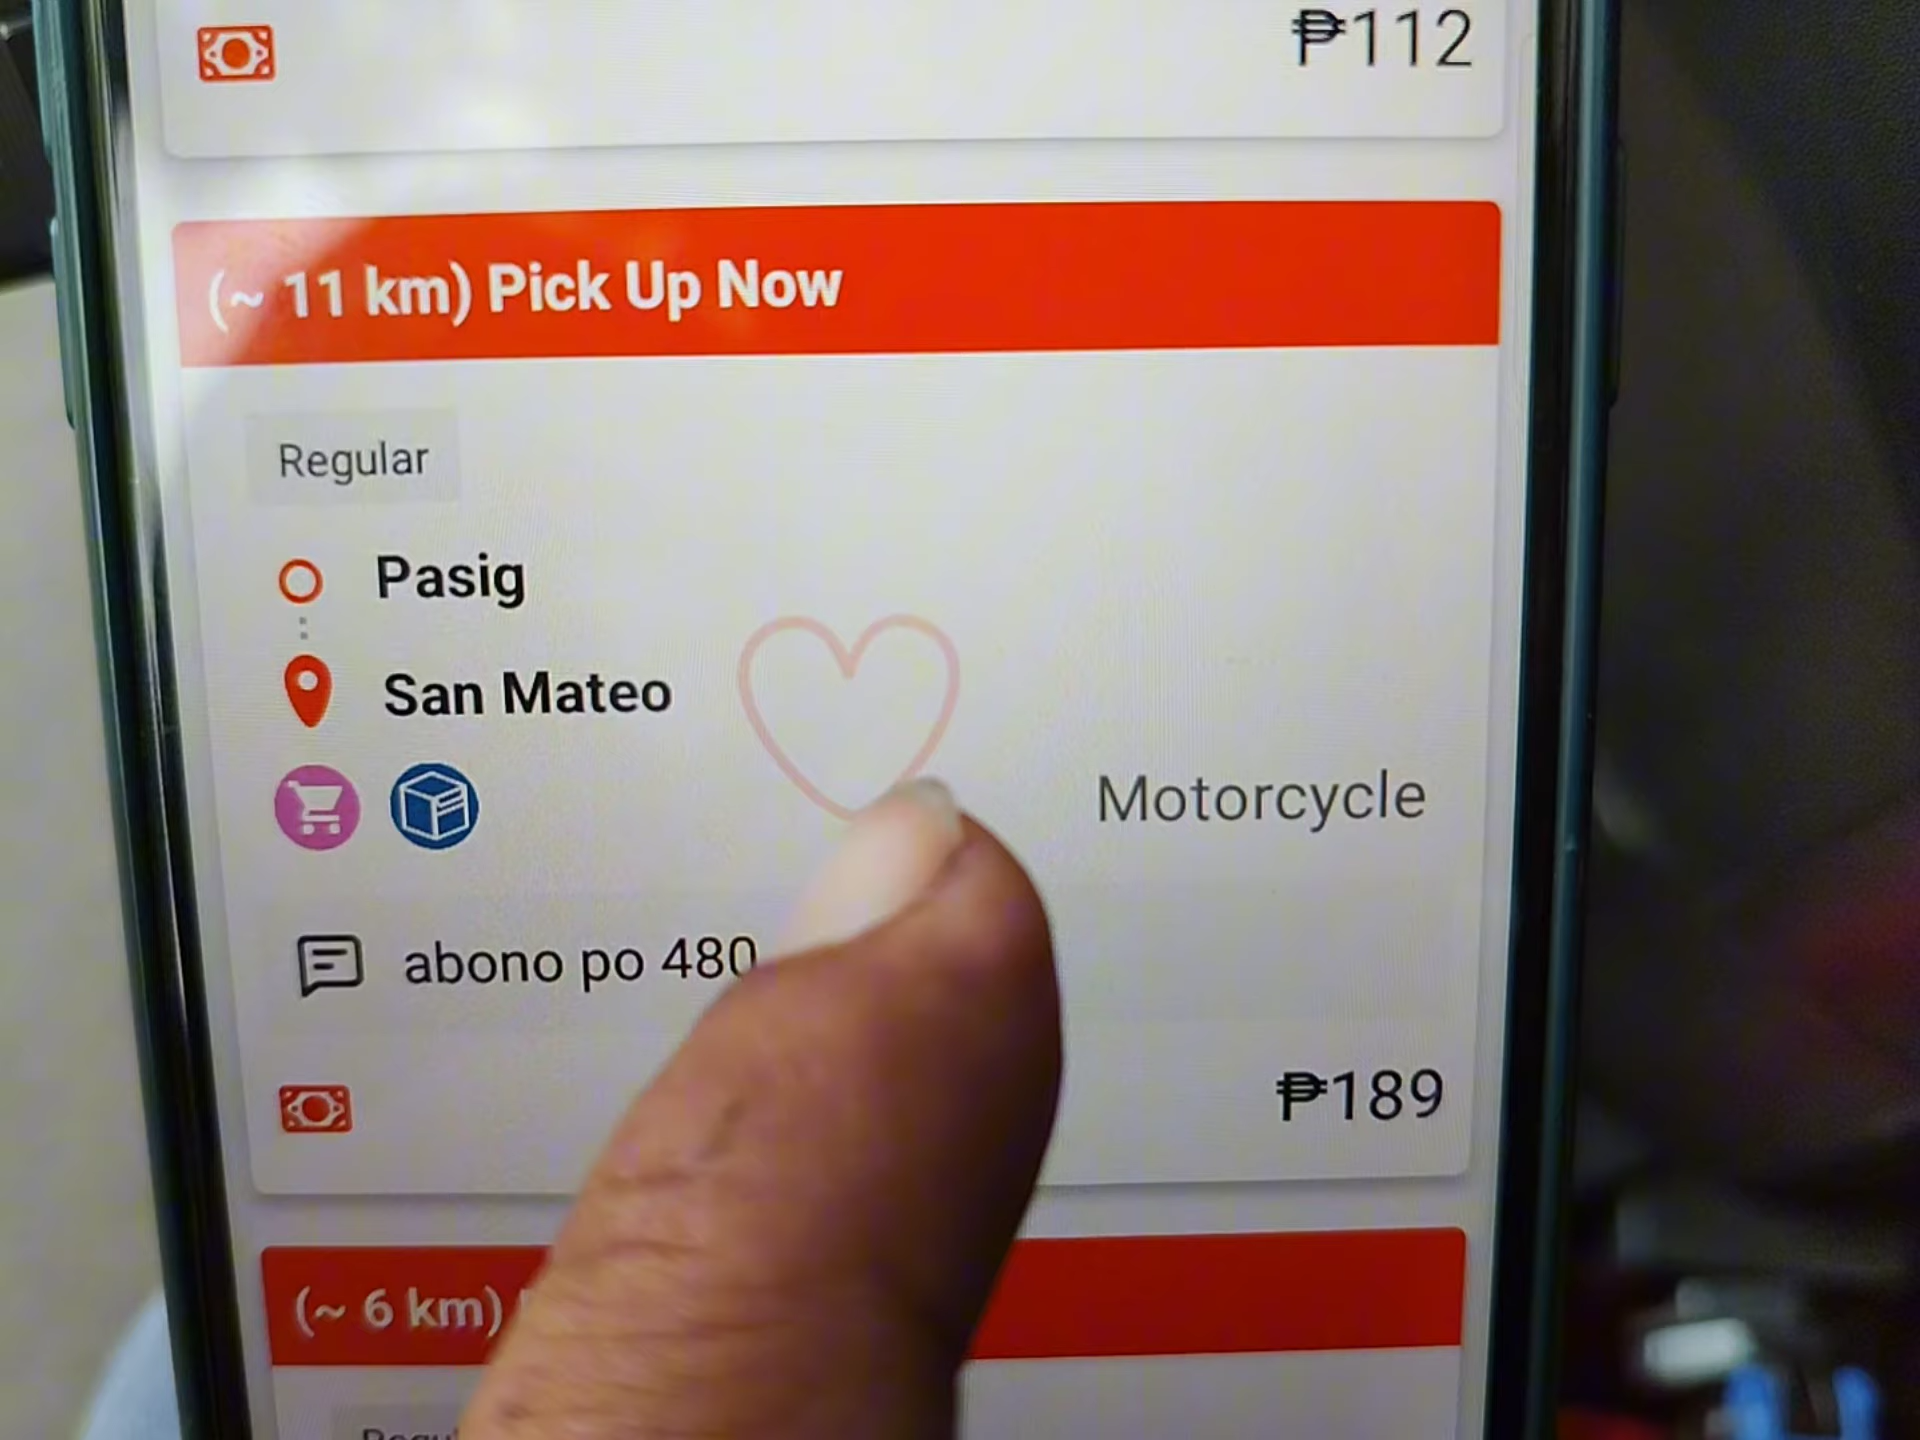 ₱112
(~ 11 km) Pick Up Now
Regular
Pasig
San Mateo
Motorcycle
abono po 480
₱189
(~ 6 km)